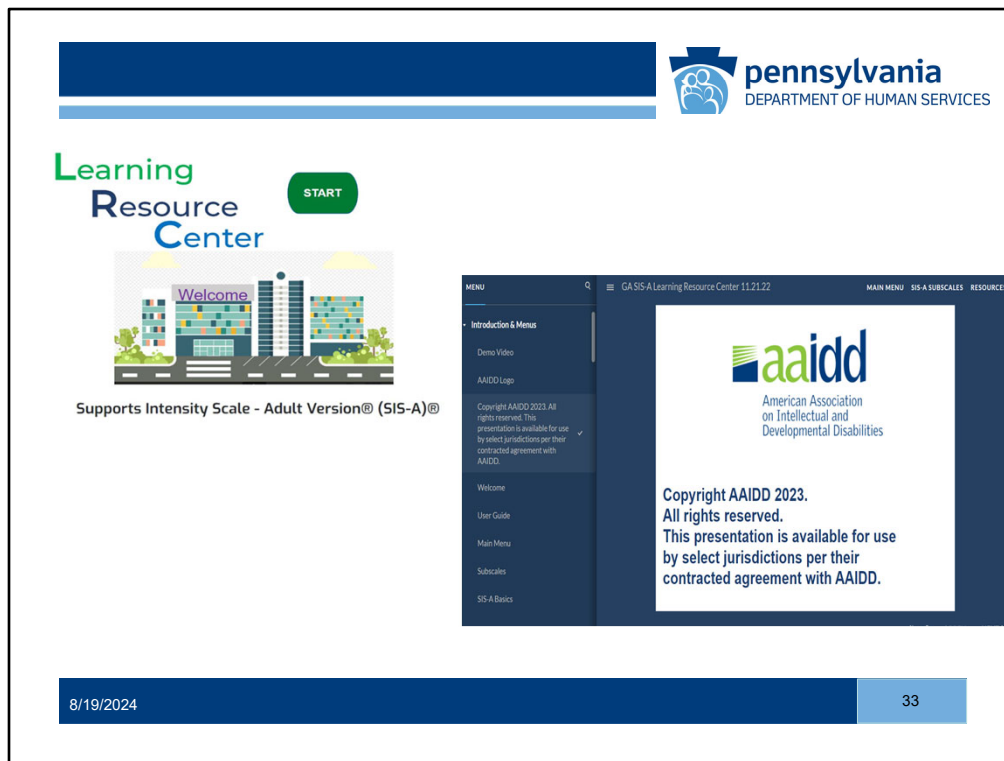 pennsylvania
DEPARTMENT OF HUMAN SERVICES
Learning
Resource
Center
START
Welcome
Supports Intensity Scale - Adult Version® (SIS-A)®
MENU
GA SIS-A Learning Resource Center 11.21.22
MAIN MENU SIS-A SUBSCALES RESOURCES
Introduction & Menus
Demo Video
AAIDD Logo
Copyright AAIDD 2023. All
rights reserved. This
presentation is available for use
by select jurisdictions per their
contracted agreement with
AAIDD.
Welcome
User Guide
Main Menu
Subscales
SIS-A Basics
aaidd
American Association
on Intellectual and
Developmental Disabilities
Copyright AAIDD 2023.
All rights reserved.
This presentation is available for use
by select jurisdictions per their
contracted agreement with AAIDD.
8/19/2024
33